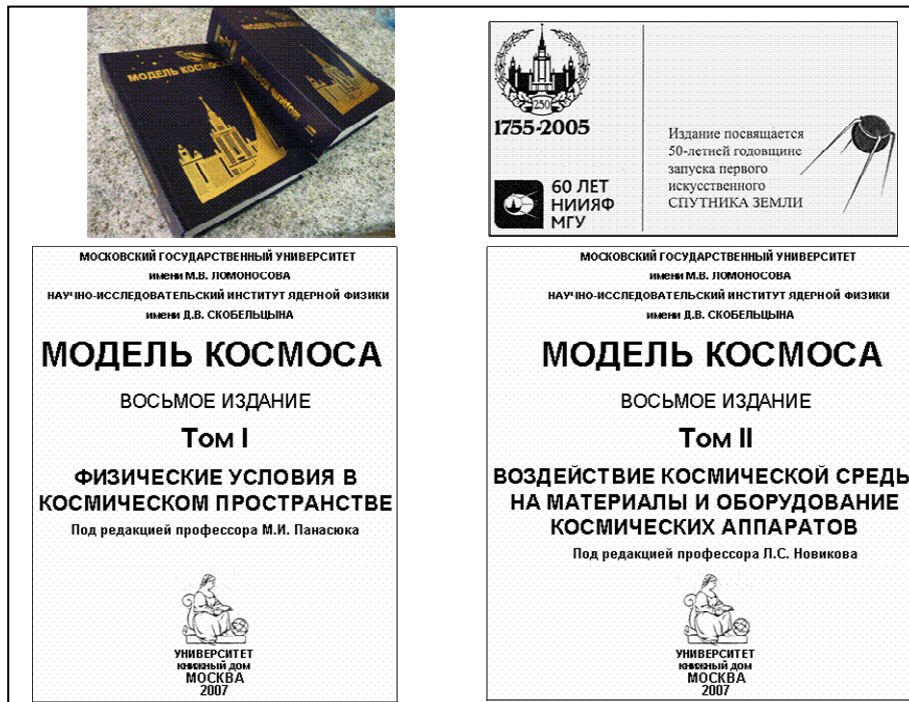 МОДЕЛЬ КОСМОСА
250
1755-2005
60 ЛЕТ
НИИЯФ
МГУ
Издание посвящается
50-летней годовщине
запуска первого
искусственного
СПУТНИКА ЗЕМЛИ
МОСКОВСКИЙ ГОСУДАРСТВЕННЫЙ УНИВЕРСИТЕТ
имени М.В. ЛОМОНОСОВА
НАУЧНО-ИССЛЕДОВАТЕЛЬСКИЙ ИНСТИТУТ ЯДЕРНОЙ ФИЗИКИ
имени Д.В. СКОБЕЛЬЦЫНА
МОДЕЛЬ КОСМОСА
ВОСЬМОЕ ИЗДАНИЕ
Том I
ФИЗИЧЕСКИЕ УСЛОВИЯ В
КОСМИЧЕСКОМ ПРОСТРАНСТВЕ
Под редакцией профессора М.И. Панасюка
УНИВЕРСИТЕТ
книжный дом
МОСКВА
2007
МОСКОВСКИЙ ГОСУДАРСТВЕННЫЙ УНИВЕРСИТЕТ
имени М.В. ЛОМОНОСОВА
НАУЧНО-ИССЛЕДОВАТЕЛЬСКИЙ ИНСТИТУТ ЯДЕРНОЙ ФИЗИКИ
имени Д.В. СКОБЕЛЬЦЫНА
МОДЕЛЬ КОСМОСА
ВОСЬМОЕ ИЗДАНИЕ
Том II
ВОЗДЕЙСТВИЕ КОСМИЧЕСКОЙ СРЕДЬ
НА МАТЕРИАЛЫ И ОБОРУДОВАНИЕ
КОСМИЧЕСКИХ АППАРАТОВ
Под редакцией профессора Л.С. Новикова
УНИВЕРСИТЕТ
книжный дом
МОСКВА
2007